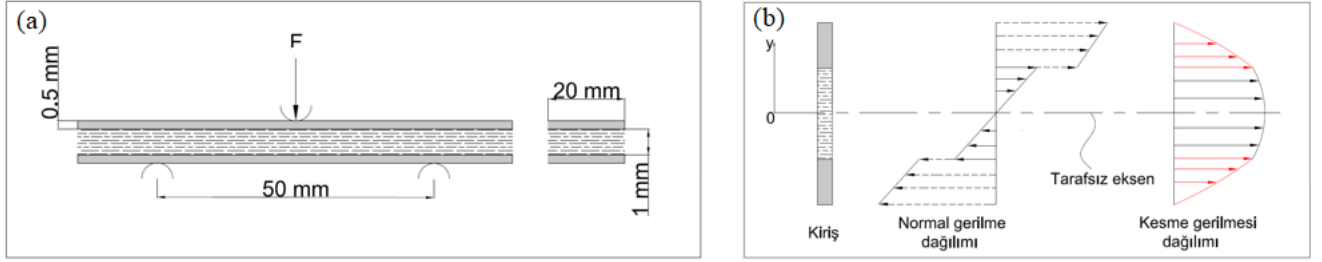 (a)
F
0.5 mm
20 mm
50 mm
1 mm
(b)
y
0
Tarafsız eksen
Kiriş
Normal gerilme
dağılımı
Kesme gerilmesi
dağılımı